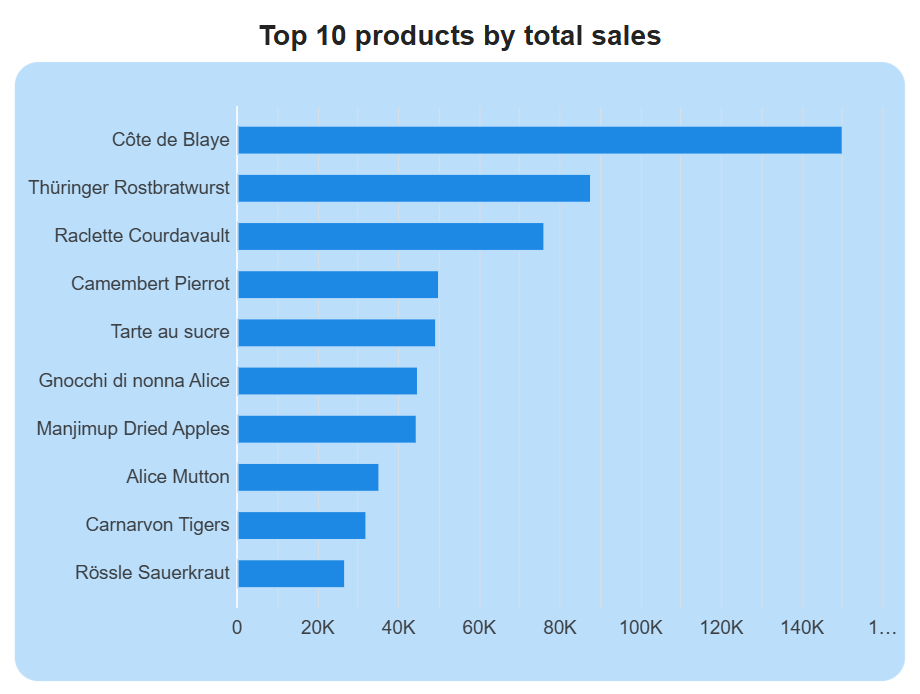 Top 10 products by total sales
Côte de Blaye
Thüringer Rostbratwurst
Raclette Courdavault
Camembert Pierrot
Tarte au sucre
Gnocchi di nonna Alice
Manjimup Dried Apples
Alice Mutton
Carnarvon Tigers
Rössle Sauerkraut
0 20K 40K 60K 80K 100K 120K 140K 1...